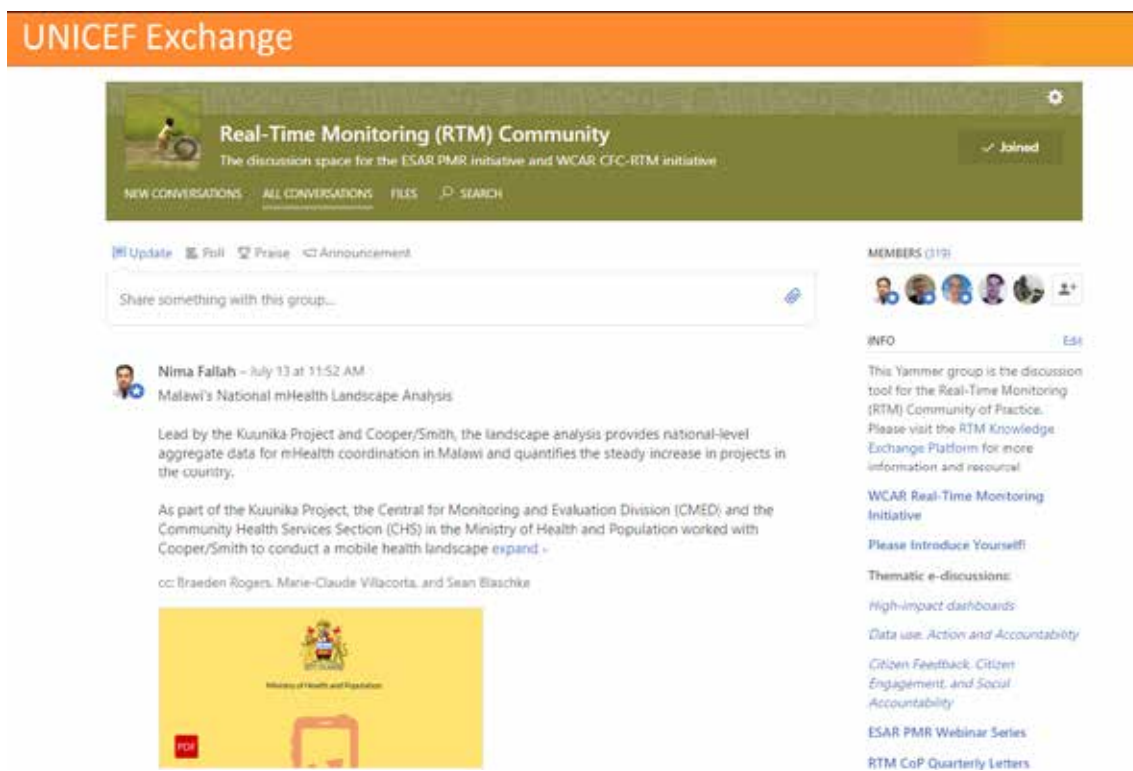 UNICEF Exchange
Real-Time Monitoring (RTM) Community
The discussion space for the ESAR PMR initiative and WCAR CFC-RTM initiative
✓ Joined
NEW CONVERSATIONS ALL CONVERSATIONS FILES SEARCH
Update Poll Praise Announcement
Share something with this group...
Nima Fallah – July 13 at 11:52 AM
Malawi's National mHealth Landscape Analysis
Lead by the Kuunika Project and Cooper/Smith, the landscape analysis provides national-level
aggregate data for mHealth coordination in Malawi and quantifies the steady increase in projects in
the country.
As part of the Kuunika Project, the Central for Monitoring and Evaluation Division (CMED) and the
Community Health Services Section (CHS) in the Ministry of Health and Population worked with
Cooper/Smith to conduct a mobile health landscape expand »
cc: Braeden Rogers, Marie-Claude Villacorta, and Sean Blaschke
Ministry of Health and Population
PDF
MEMBERS (319)
INFO Edit
This Yammer group is the discussion
tool for the Real-Time Monitoring
(RTM) Community of Practice.
Please visit the RTM Knowledge
Exchange Platform for more
information and resources!
WCAR Real-Time Monitoring
Initiative
Please Introduce Yourself!
Thematic e-discussions:
High-impact dashboards
Data use, Action and Accountability
Citizen Feedback, Citizen
Engagement, and Social
Accountability
ESAR PMR Webinar Series
RTM CoP Quarterly Letters